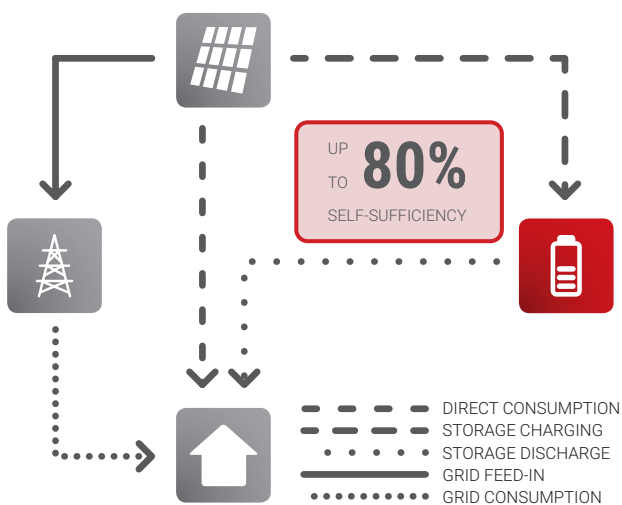 UP
TO
80%
SELF-SUFFICIENCY
DIRECT CONSUMPTION
STORAGE CHARGING
STORAGE DISCHARGE
GRID FEED-IN
GRID CONSUMPTION